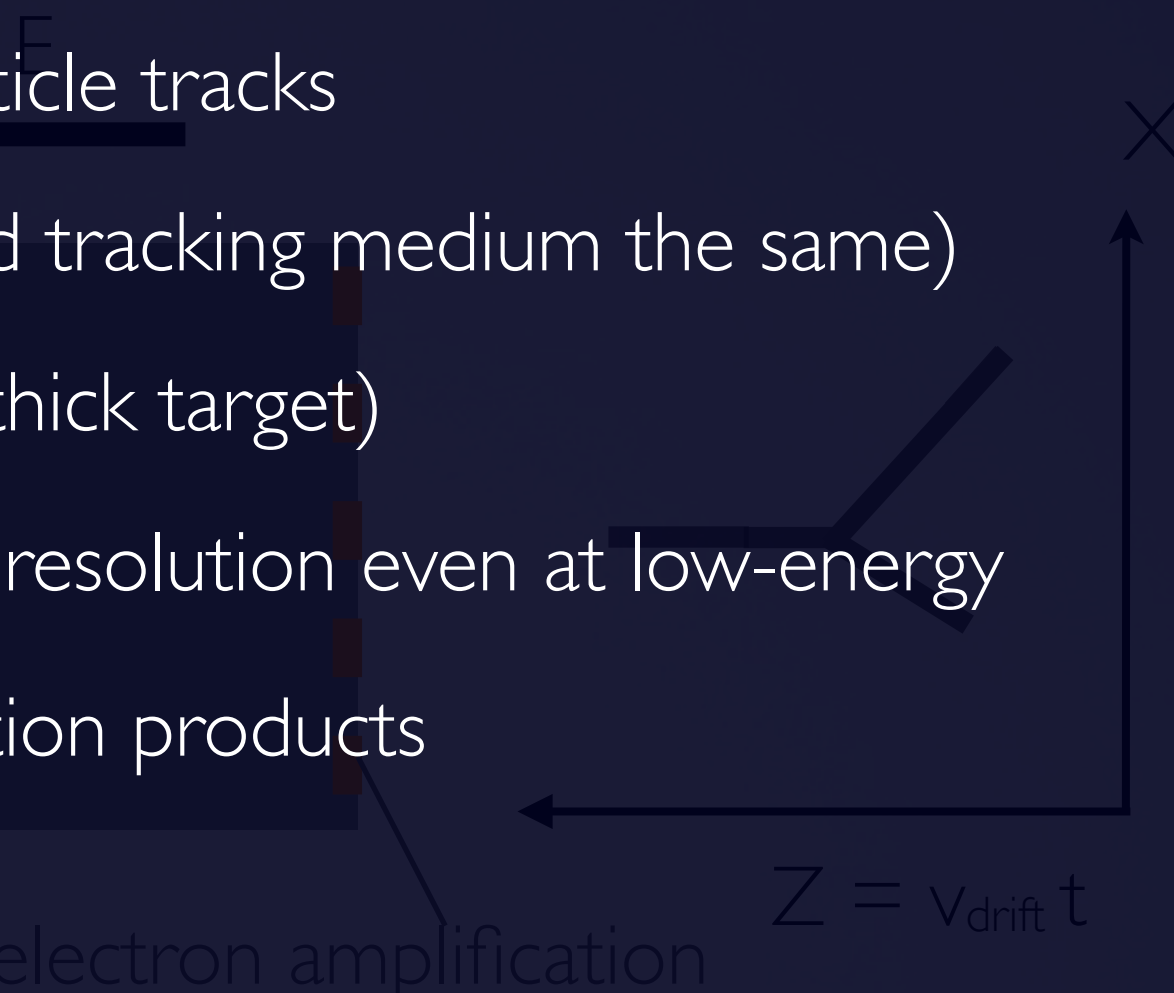 E
ticle tracks
X
d tracking medium the same)
thick target)
resolution even at low-energy
tion products
Z = vdrift t
electron amplification